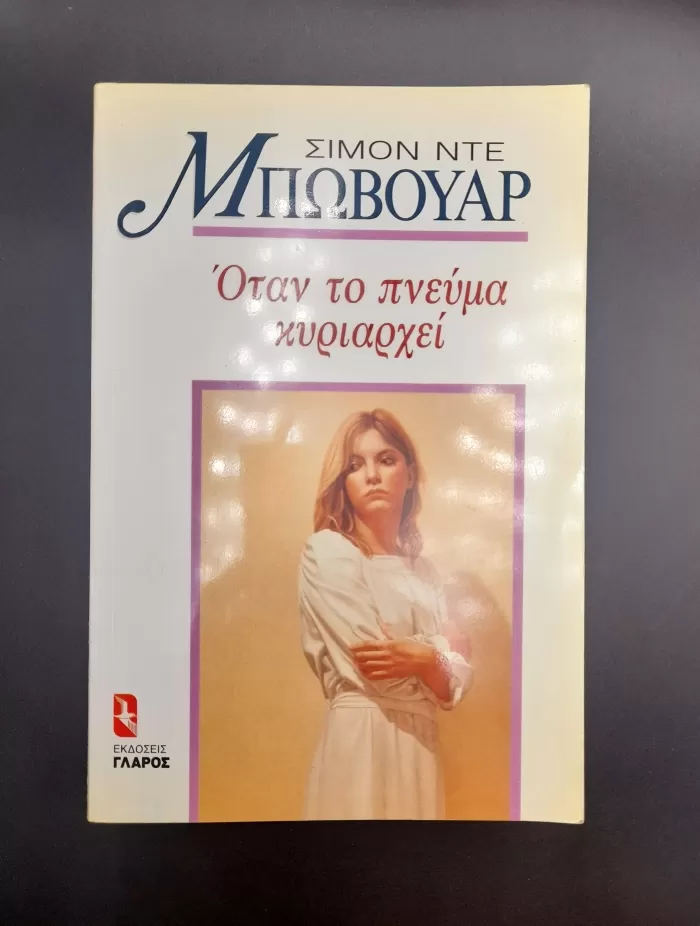 ΣΙΜΟΝ ΝΤΕ
ΜΠΩΒΟΥΑΡ
Όταν το πνεύμα
κυριαρχεί
ΕΚΔΟΣΕΙΣ
ΓΛΑΡΟΣ